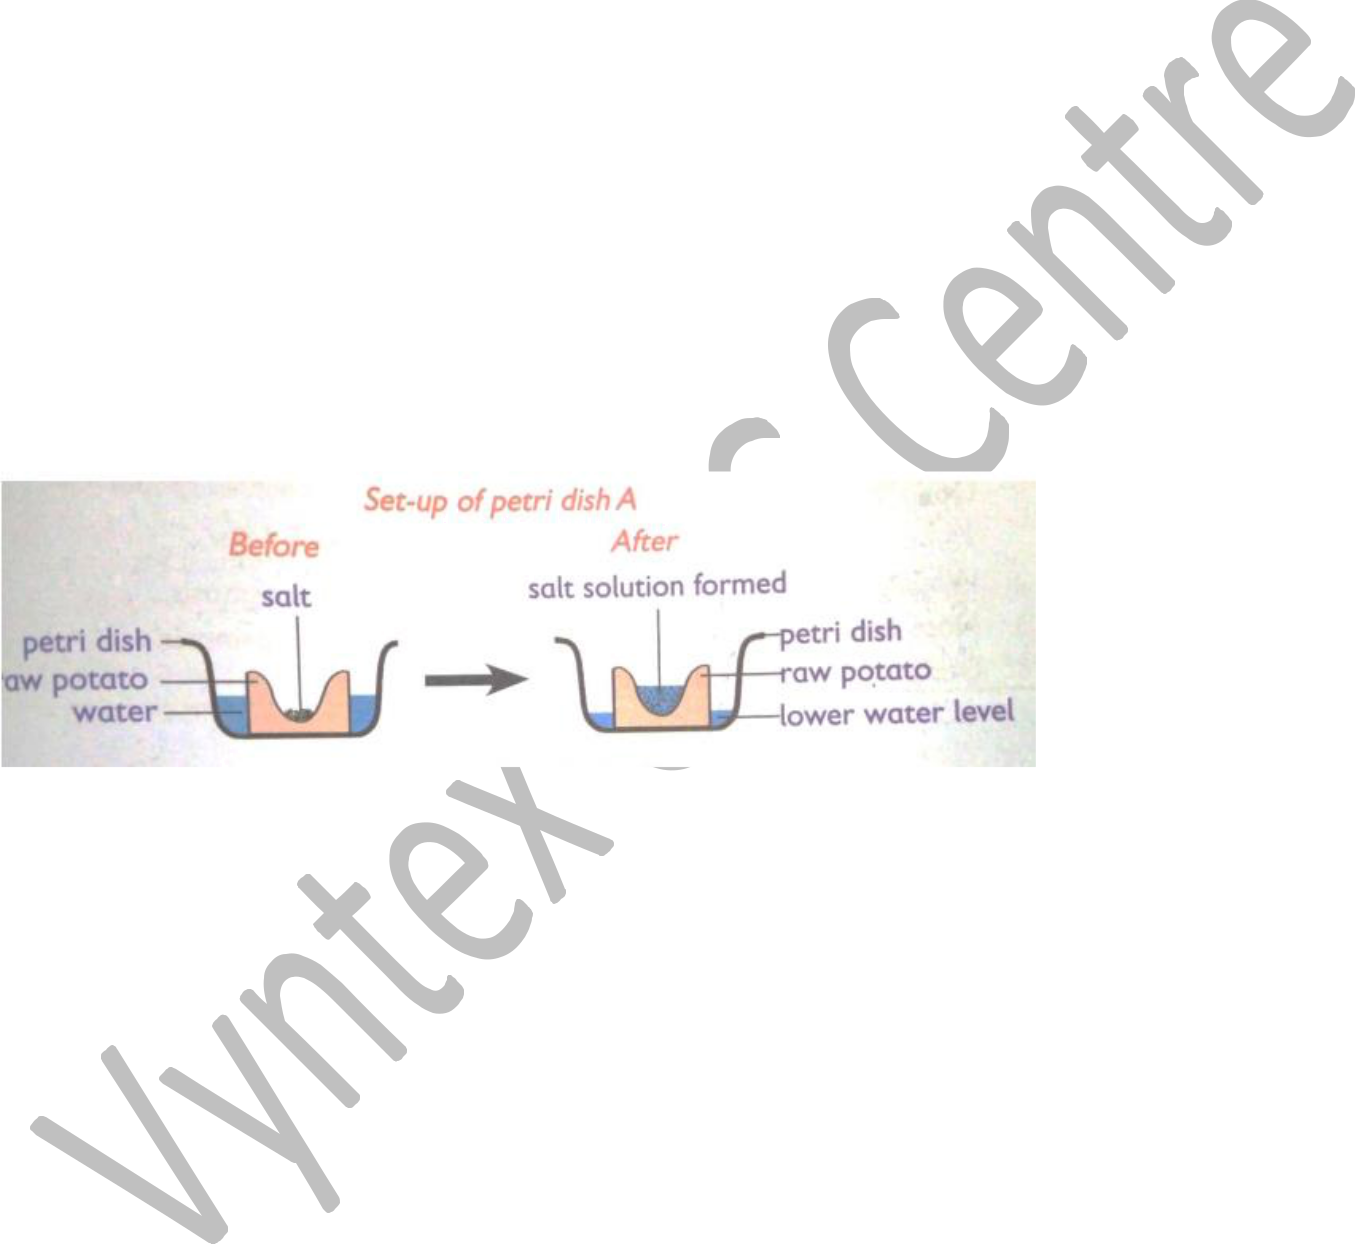 Vyntex
Centre
Set-up of petri dish A
Before
After
salt
salt solution formed
petri dish
aw potato
water
petri dish
raw potato
lower water level